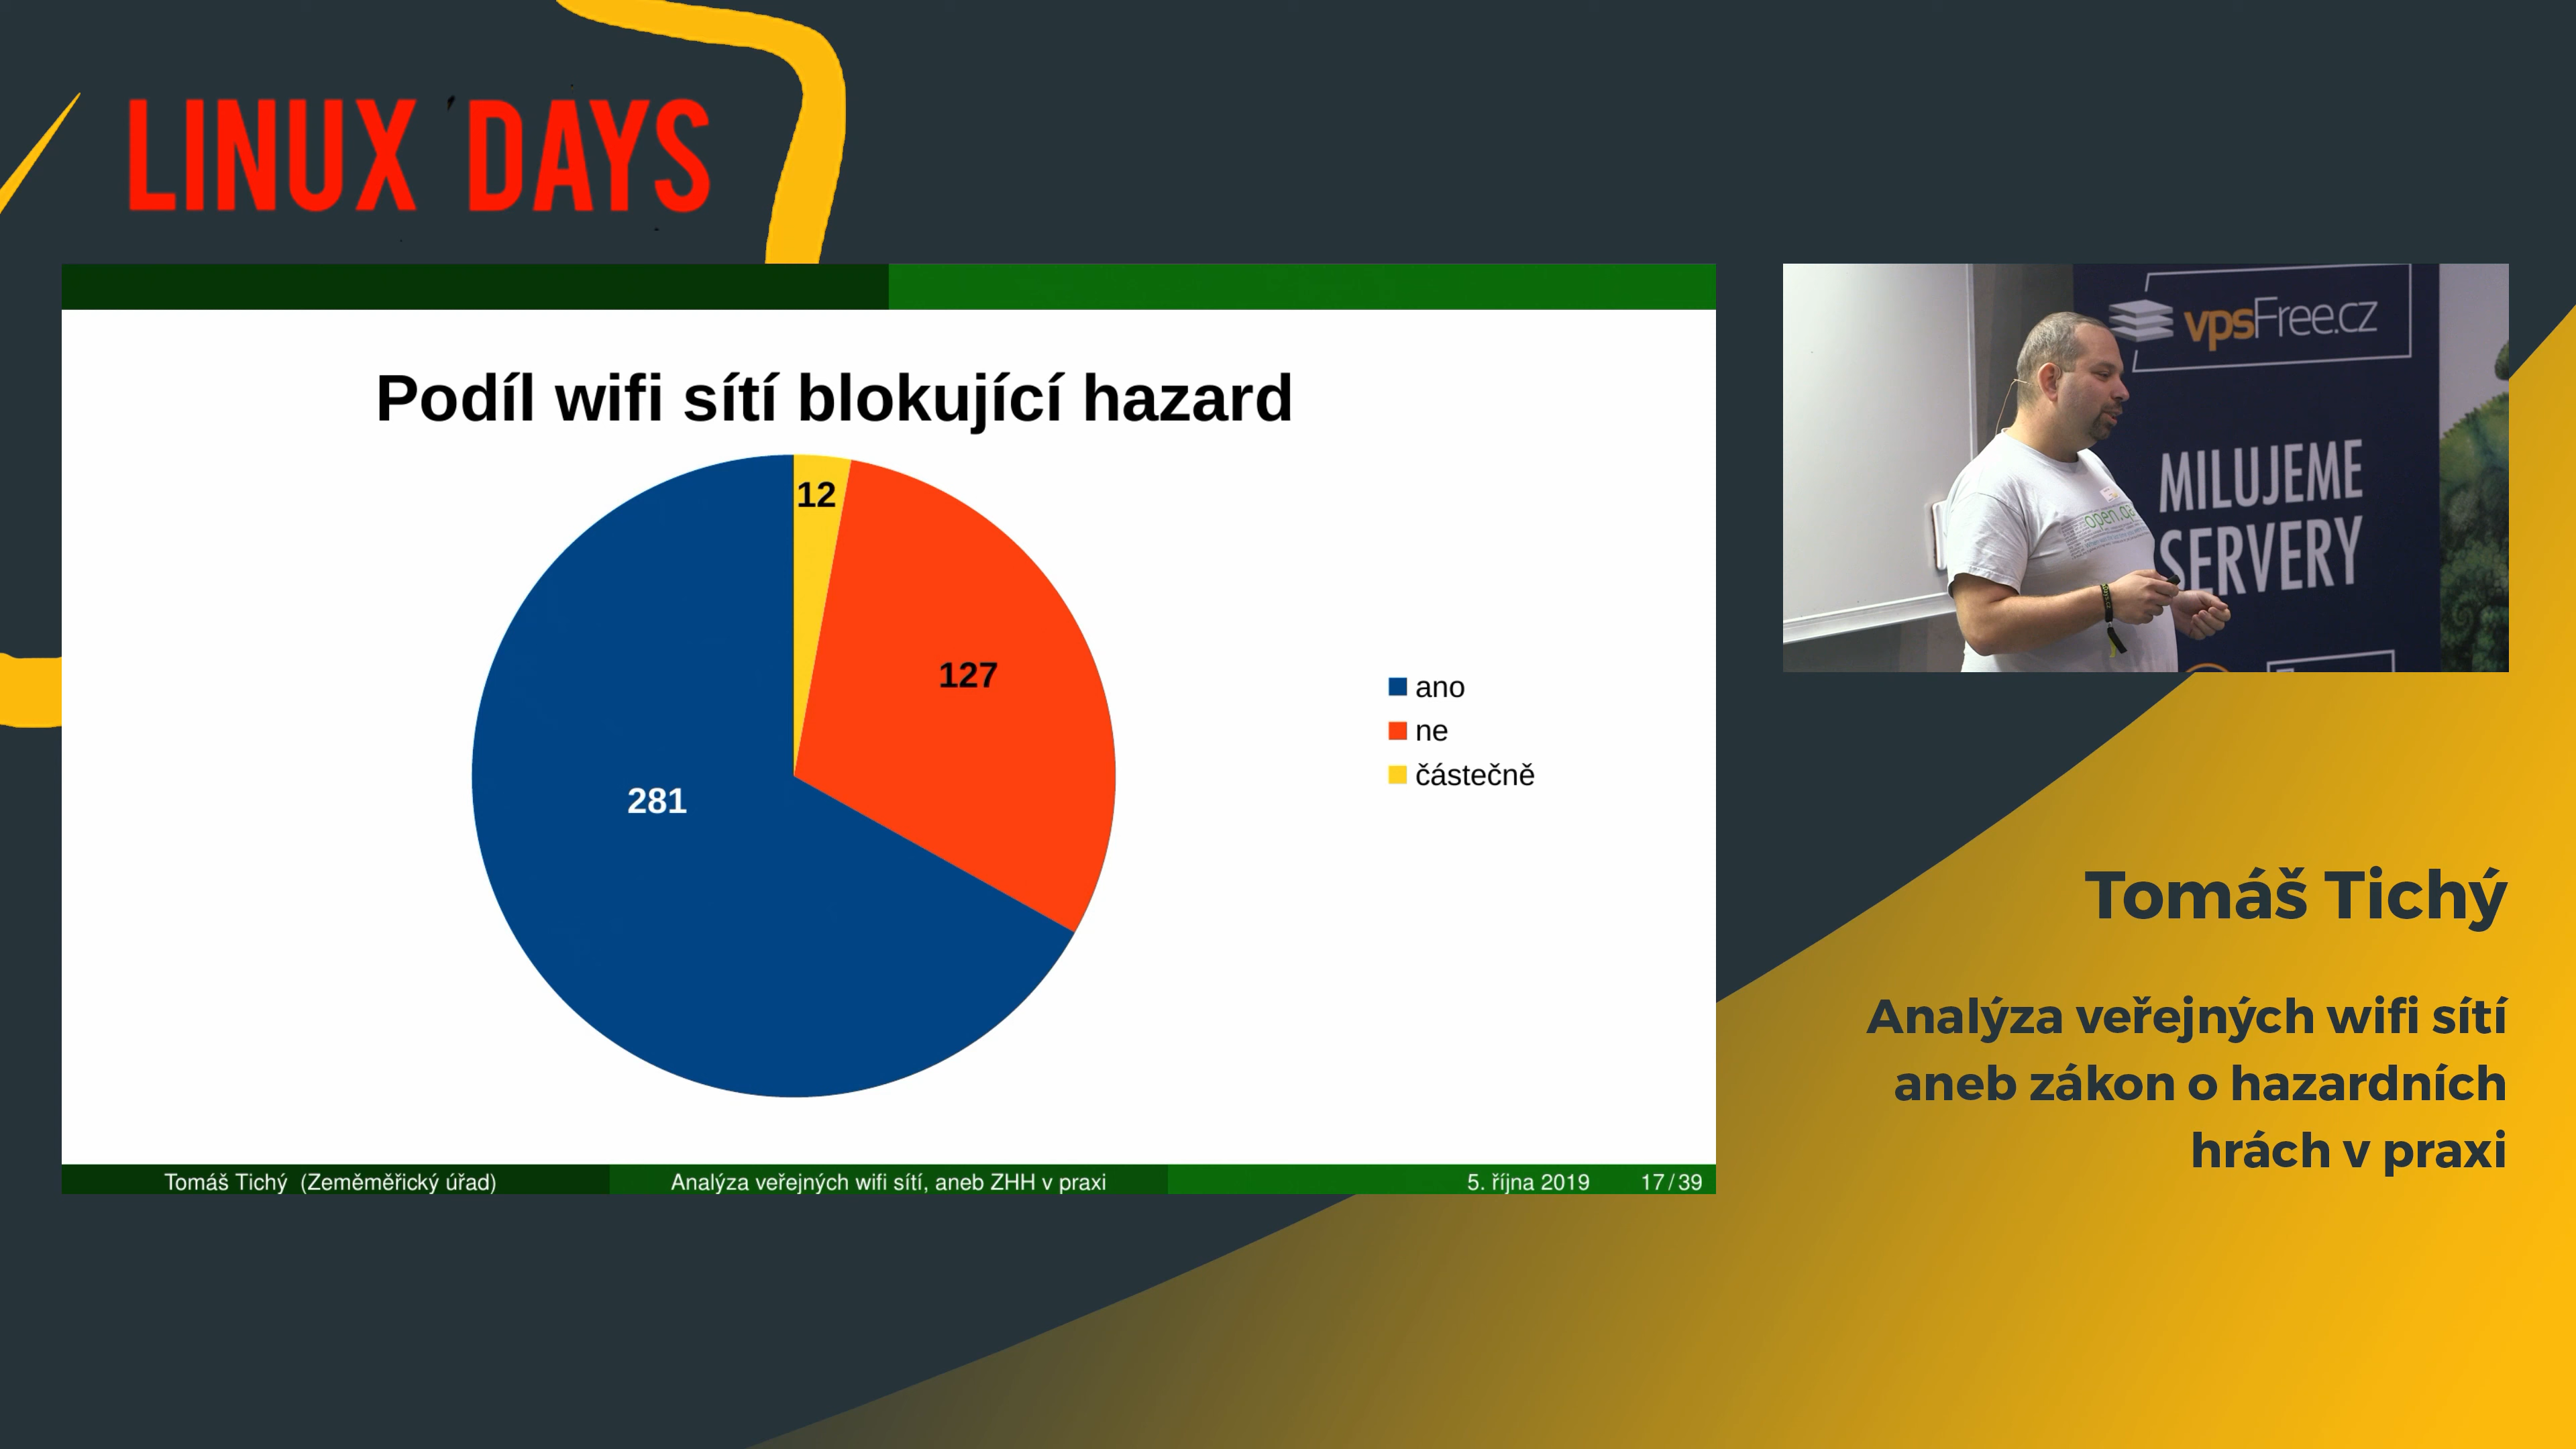 LINUX DAYS
Podíl wifi sítí blokující hazard
12
127
281
ano
ne
částečně
Tomáš Tichý (Zeměměřický úřad)
Analýza veřejných wifi sítí, aneb ZHH v praxi
5. října 2019
17/39
vpsFree.cz
MILUJEME
SERVERY
Tomáš Tichý
Analýza veřejných wifi sítí
aneb zákon o hazardních
hrách v praxi